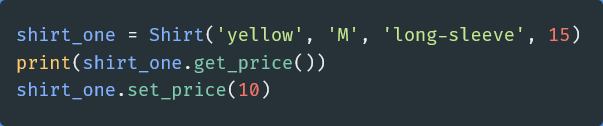 shirt_one = Shirt('yellow', 'M', 'long-sleeve', 15)
print(shirt_one.get_price())
shirt_one.set_price(10)